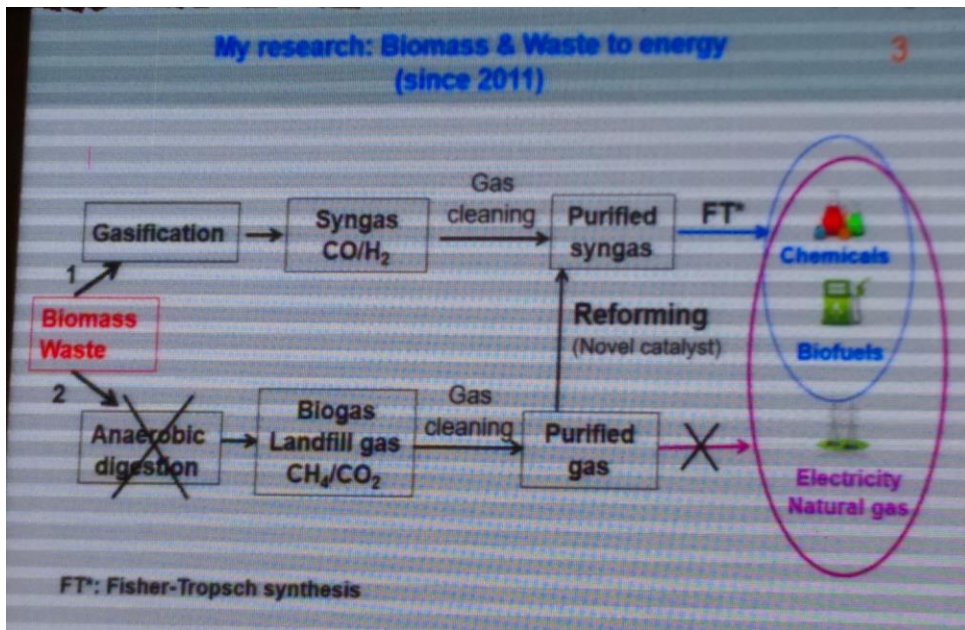 My research: Biomass & Waste to energy
(since 2011)
3
Gas
cleaning
Gasification
Syngas
CO/H₂
Purified
syngas
FT*
Chemicals
1
Biomass
Waste
Reforming
(Novel catalyst)
Biofuels
2
Anaerobic
digestion
Biogas
Landfill gas
CH₄/CO₂
Gas
cleaning
Purified
gas
Electricity
Natural gas
FT*: Fisher-Tropsch synthesis